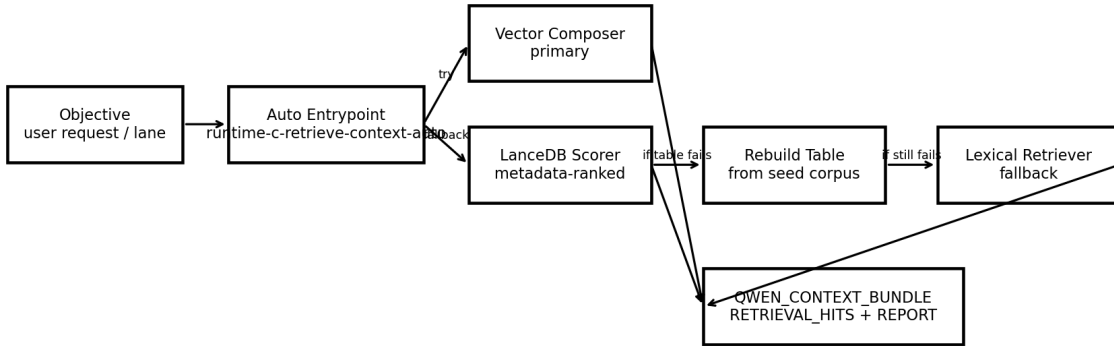 Vector Composer
primary
try
Objective
user request / lane
Auto Entrypoint
runtime-c-retrieve-context-auto
fallback
LanceDB Scorer
metadata-ranked
if table fails
Rebuild Table
from seed corpus
if still fails
Lexical Retriever
fallback
QWEN_CONTEXT_BUNDLE
RETRIEVAL_HITS + REPORT